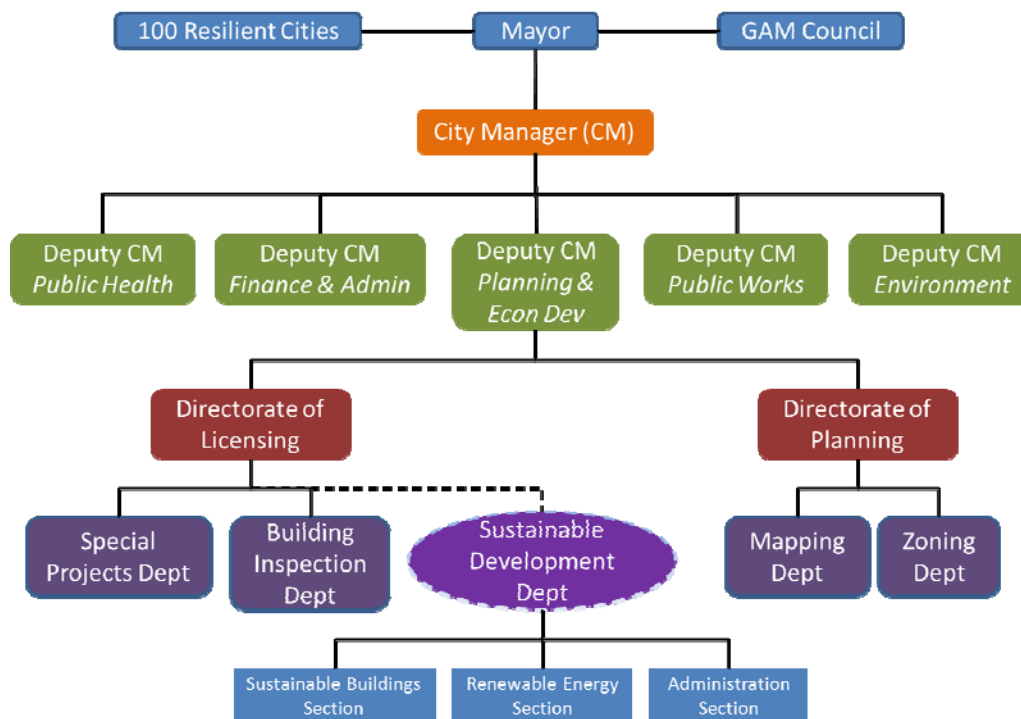 100 Resilient Cities
Mayor
GAM Council
City Manager (CM)
Deputy CM
Public Health
Deputy CM
Finance & Admin
Deputy CM
Planning &
Econ Dev
Deputy CM
Public Works
Deputy CM
Environment
Directorate of
Licensing
Directorate of
Planning
Special
Projects Dept
Building
Inspection
Dept
Sustainable
Development
Dept
Mapping
Dept
Zoning
Dept
Sustainable Buildings
Section
Renewable Energy
Section
Administration
Section